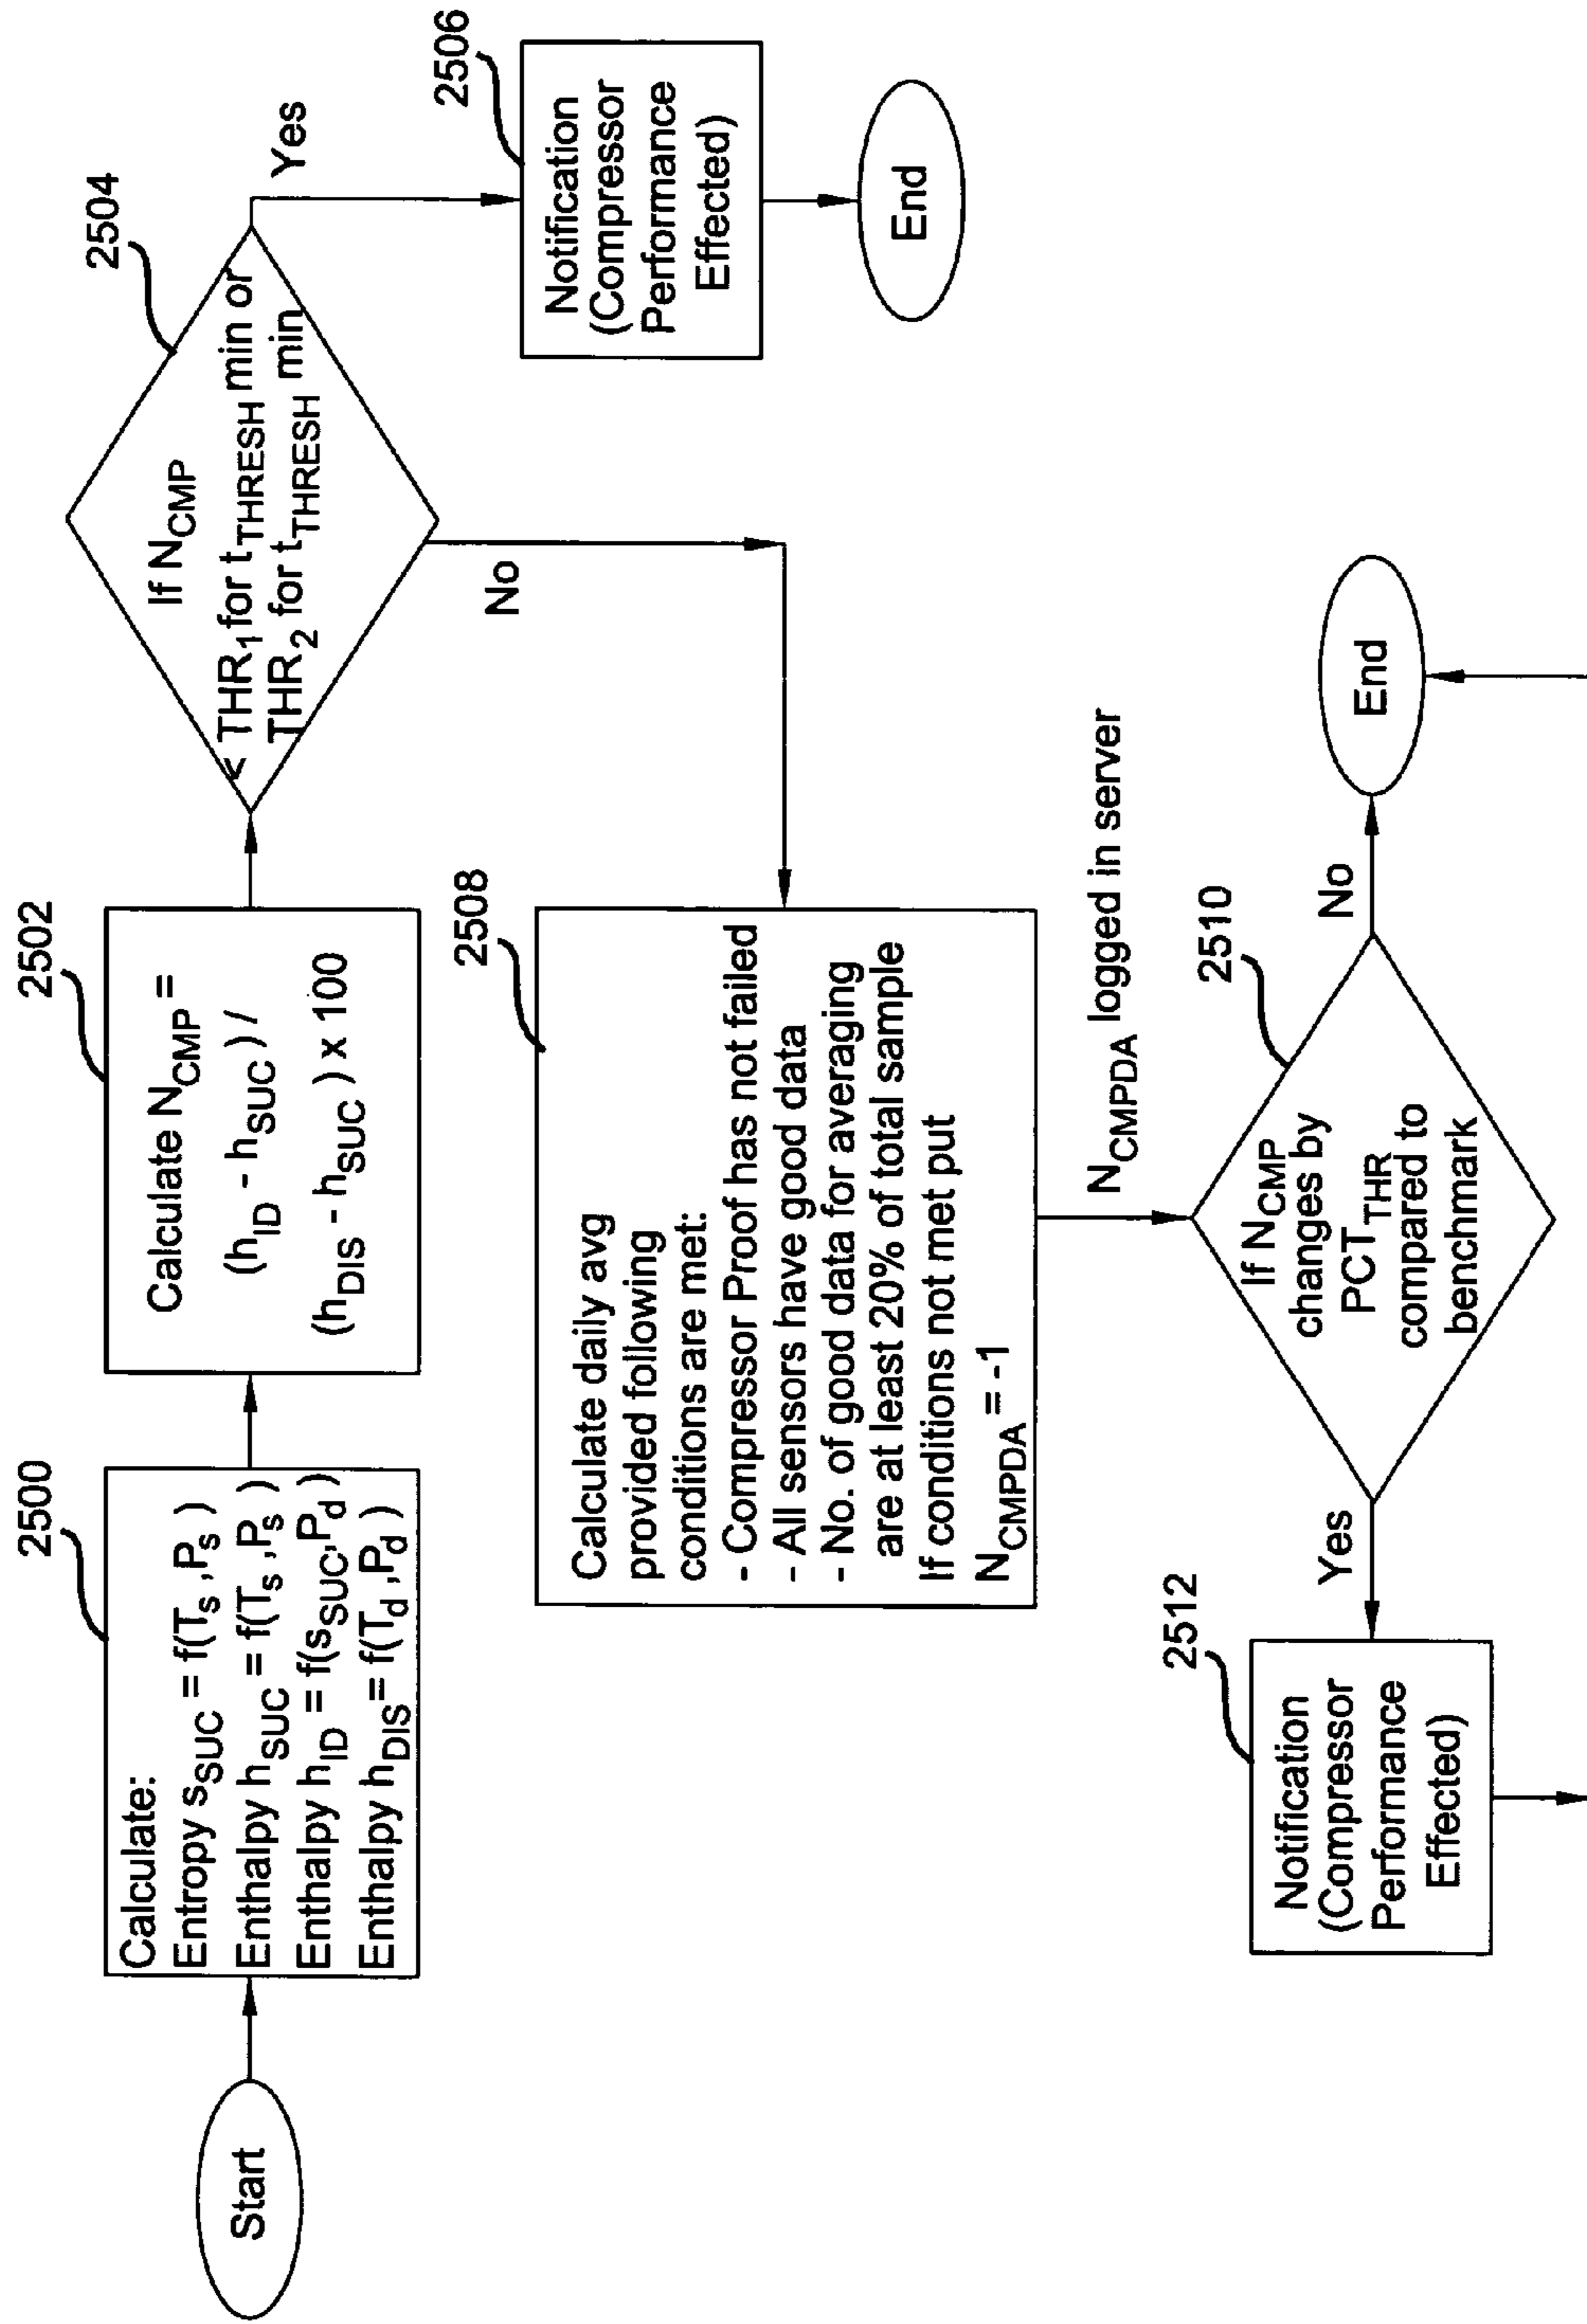 Start
2500
Calculate:
Entropy s_SUC = f(T_s ,P_s )
Enthalpy h_SUC = f(T_s ,P_s )
Enthalpy h_ID = f(s_SUC,P_d )
Enthalpy h_DIS = f(T_d ,P_d )
2502
Calculate N_CMP =
(h_ID - h_SUC) /
(h_DIS - h_SUC ) x 100
2504
If N_CMP
< THR_1 for t_THRESH min or
THR_2 for t_THRESH min
Yes
No
2506
Notification
(Compressor
Performance
Effected)
End
2508
Calculate daily avg
provided following
conditions are met:
- Compressor Proof has not failed
- All sensors have good data
- No. of good data for averaging
are at least 20% of total sample
If conditions not met put
N_CMPDA = -1
N_CMPDA logged in server
2510
If N_CMP
changes by
PCT_THR
compared to
benchmark
No
End
Yes
2512
Notification
(Compressor
Performance
Effected)